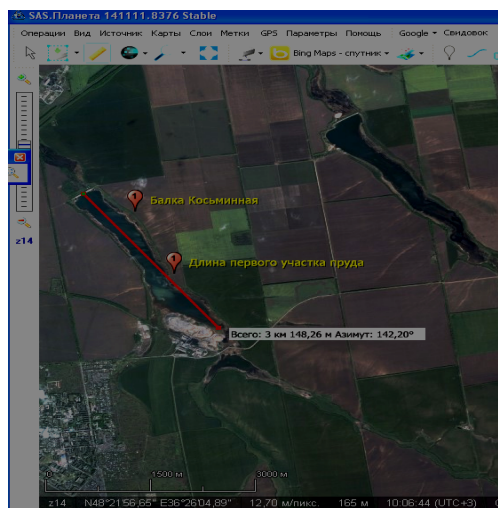 SAS.Планета 141111.8376 Stable
Операции Вид Источник Карты Слои Метки GPS Параметры Помощь Google Свидовок
Bing Maps - спутник
1
Балка Косьминная
1
Длина первого участка пруда
z14
Всего: 3 км 148,26 м Азимут: 142,20°
0 1500 м 3000 м
z14 N48°21'56,65" E36°26'04,89" 12,70 м/пикс. 165 м 10:06:44 (UTC+3)